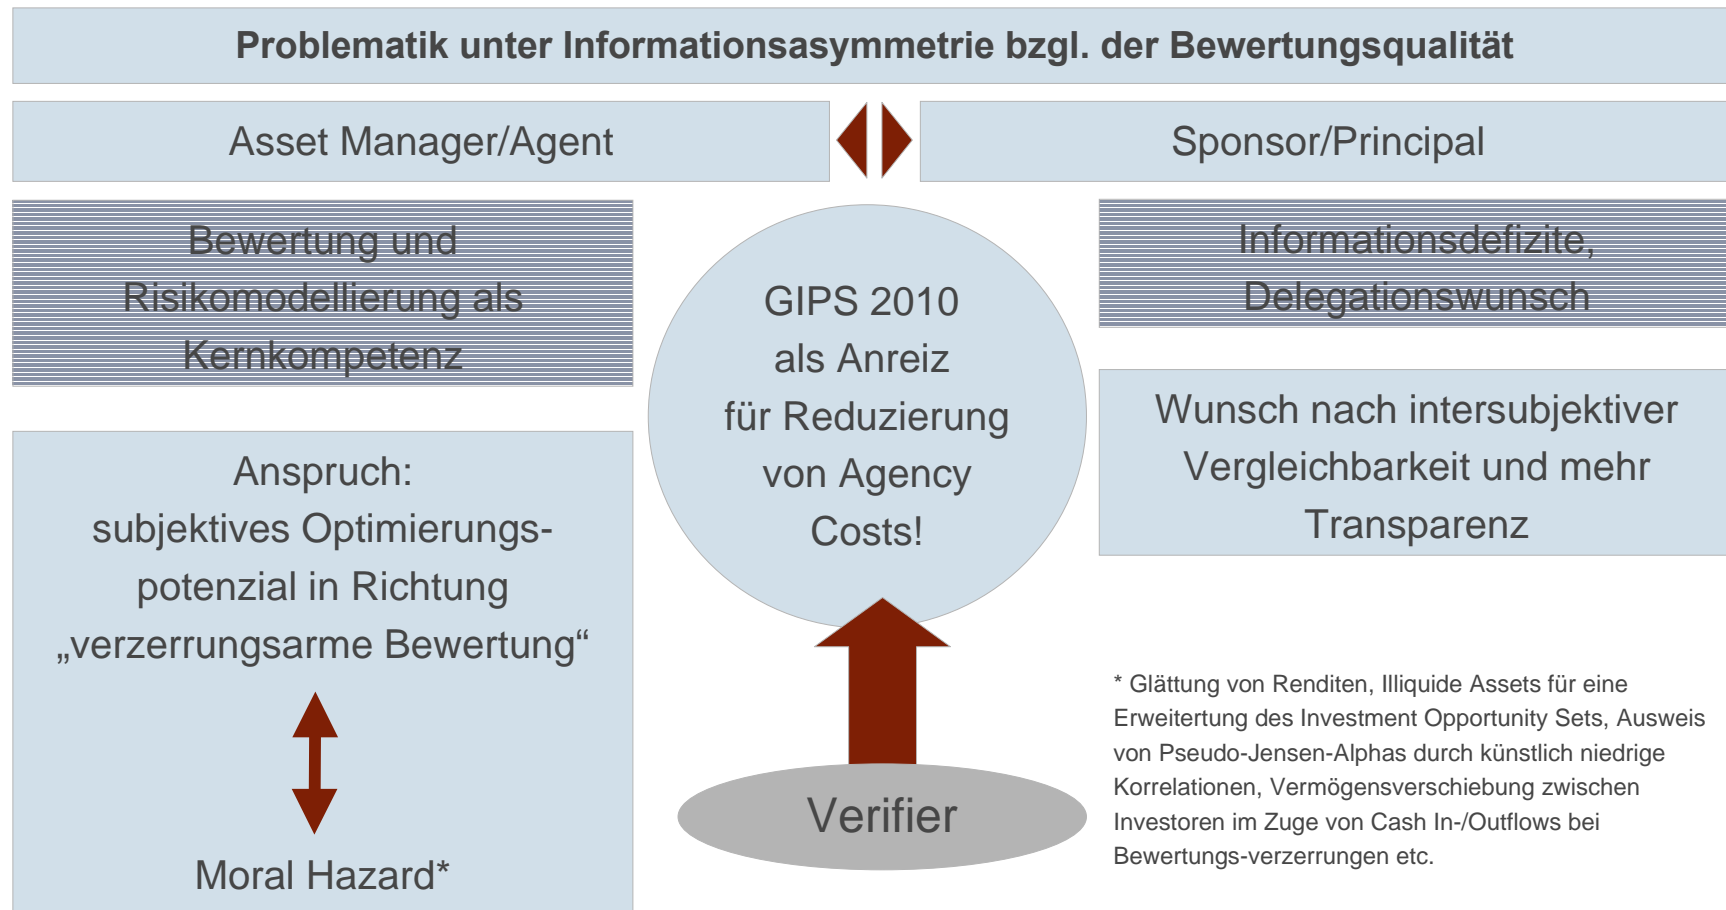 Problematik unter Informationsasymmetrie bzgl. der Bewertungsqualität
Asset Manager/Agent
Sponsor/Principal
Bewertung und
Risikomodellierung als
Kernkompetenz
Anspruch:
subjektives Optimierungs-
potenzial in Richtung
„verzerrungsarme Bewertung“
Moral Hazard*
GIPS 2010
als Anreiz
für Reduzierung
von Agency
Costs!
Verifier
Informationsdefizite,
Delegationswunsch
Wunsch nach intersubjektiver
Vergleichbarkeit und mehr
Transparenz
* Glättung von Renditen, Illiquide Assets für eine
Erweitertung des Investment Opportunity Sets, Ausweis
von Pseudo-Jensen-Alphas durch künstlich niedrige
Korrelationen, Vermögensverschiebung zwischen
Investoren im Zuge von Cash In-/Outflows bei
Bewertungs-verzerrungen etc.